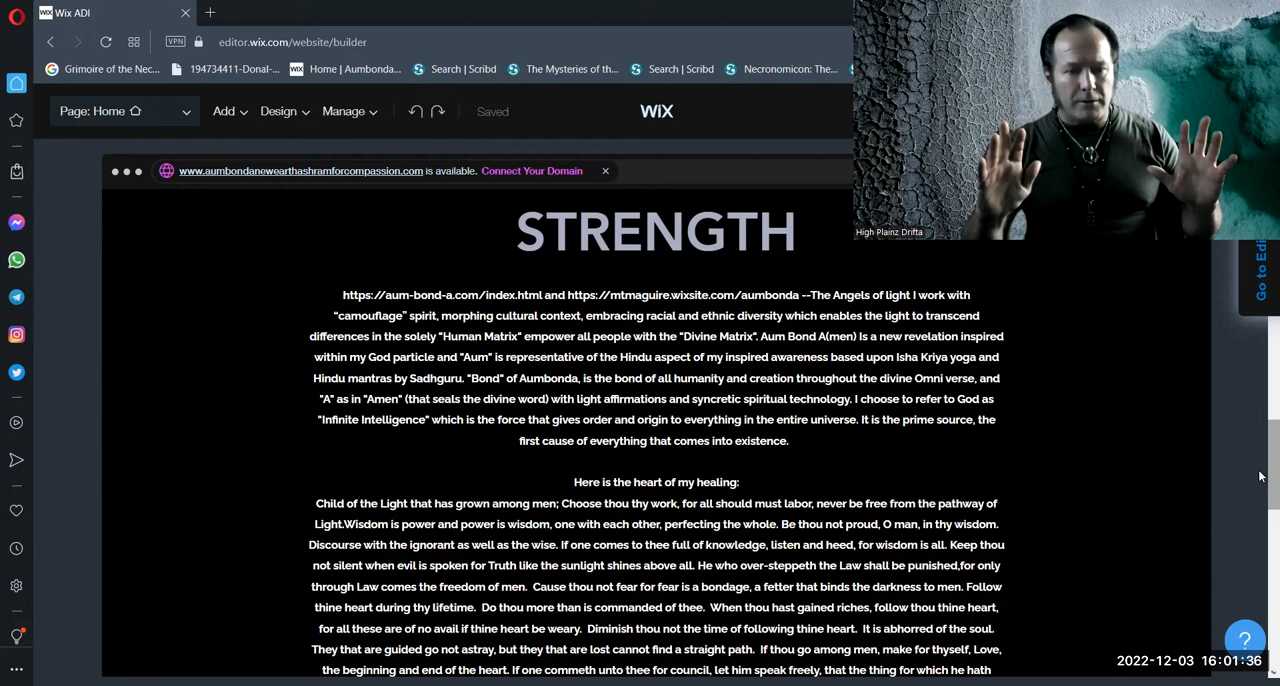 WiX Wix ADI
VPN editor.wix.com/website/builder
Grimoire of the Nec... 194734411-Donal-... WiX Home | Aumbonda... Search | Scribd The Mysteries of th... Search | Scribd Necronomicon: The...
Page: Home Add Design Manage Saved WiX
www.aumbondanewearthashramforcompassion.com is available. Connect Your Domain
High Plainz Drifta
Go to Edi
STRENGTH
https://aum-bond-a.com/index.html and https://mtmaguire.wixsite.com/aumbonda --The Angels of light I work with
“camouflage” spirit, morphing cultural context, embracing racial and ethnic diversity which enables the light to transcend
differences in the solely "Human Matrix" empower all people with the "Divine Matrix". Aum Bond A(men) Is a new revelation inspired
within my God particle and "Aum" is representative of the Hindu aspect of my inspired awareness based upon Isha Kriya yoga and
Hindu mantras by Sadhguru. "Bond" of Aumbonda, is the bond of all humanity and creation throughout the divine Omni verse, and
"A" as in "Amen" (that seals the divine word) with light affirmations and syncretic spiritual technology. I choose to refer to God as
"Infinite Intelligence" which is the force that gives order and origin to everything in the entire universe. It is the prime source, the
first cause of everything that comes into existence.
Here is the heart of my healing:
Child of the Light that has grown among men; Choose thou thy work, for all should must labor, never be free from the pathway of
Light.Wisdom is power and power is wisdom, one with each other, perfecting the whole. Be thou not proud, O man, in thy wisdom.
Discourse with the ignorant as well as the wise. If one comes to thee full of knowledge, listen and heed, for wisdom is all. Keep thou
not silent when evil is spoken for Truth like the sunlight shines above all. He who over-steppeth the Law shall be punished,for only
through Law comes the freedom of men. Cause thou not fear for fear is a bondage, a fetter that binds the darkness to men. Follow
thine heart during thy lifetime. Do thou more than is commanded of thee. When thou hast gained riches, follow thou thine heart,
for all these are of no avail if thine heart be weary. Diminish thou not the time of following thine heart. It is abhorred of the soul.
They that are guided go not astray, but they that are lost cannot find a straight path. If thou go among men, make for thyself, Love,
the beginning and end of the heart. If one commeth unto thee for council, let him speak freely, that the thing for which he hath
?
2022-12-03 16:01:36